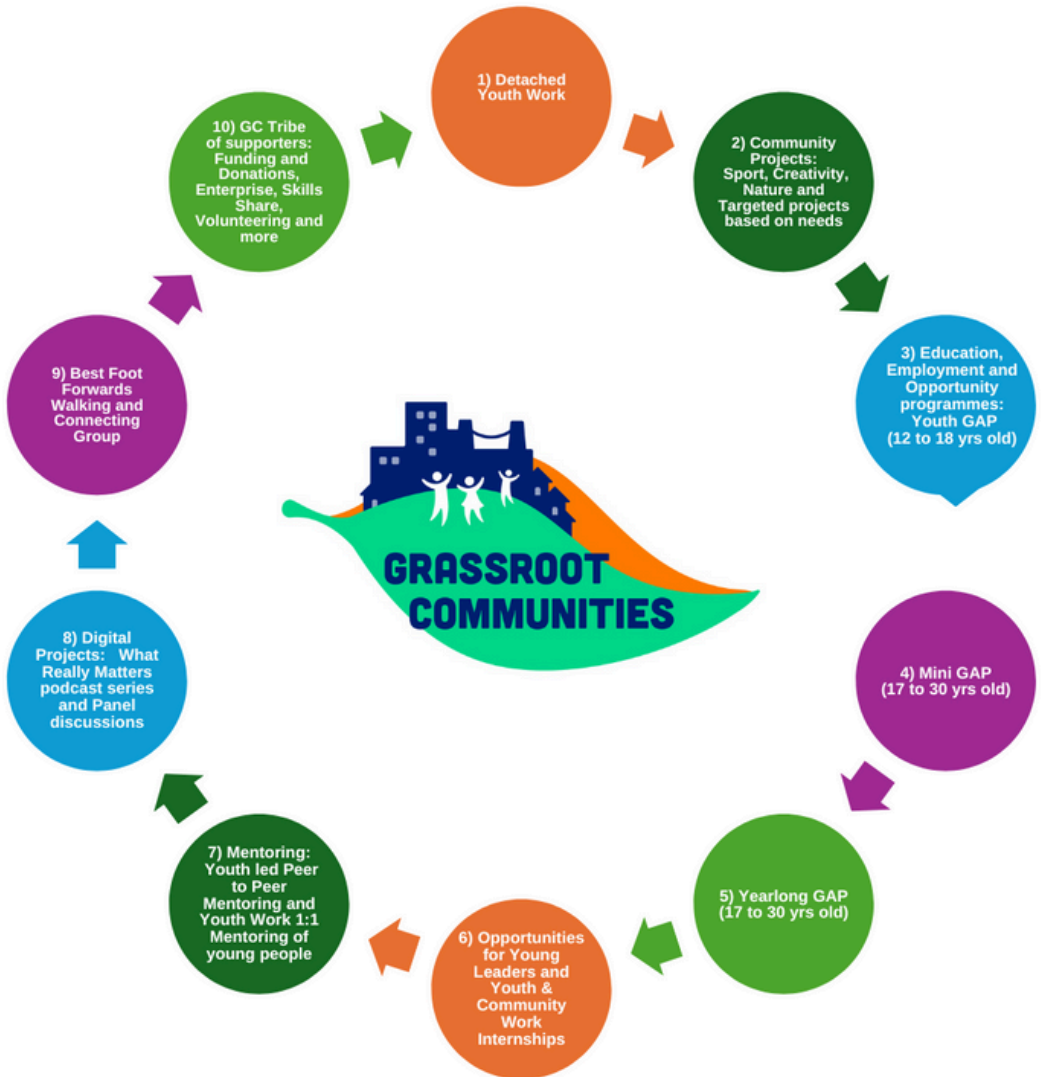 1) Detached
Youth Work
2) Community
Projects:
Sport, Creativity,
Nature and
Targeted projects
based on needs
3) Education,
Employment and
Opportunity
programmes:
Youth GAP
(12 to 18 yrs old)
4) Mini GAP
(17 to 30 yrs old)
5) Yearlong GAP
(17 to 30 yrs old)
6) Opportunities
for Young
Leaders and
Youth &
Community
Work
Internships
7) Mentoring:
Youth led Peer
to Peer
Mentoring and
Youth Work 1:1
Mentoring of
young people
8) Digital
Projects: What
Really Matters
podcast series
and Panel
discussions
9) Best Foot
Forwards
Walking and
Connecting
Group
10) GC Tribe
of supporters:
Funding and
Donations,
Enterprise, Skills
Share,
Volunteering and
more
GRASSROOT
COMMUNITIES